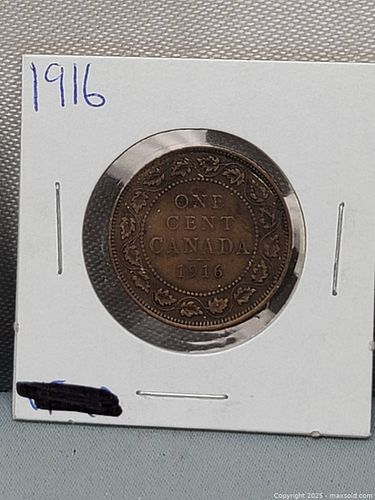 1916
ONE
CENT
CANADA
1916
Copyright 2025 - maxsold.com